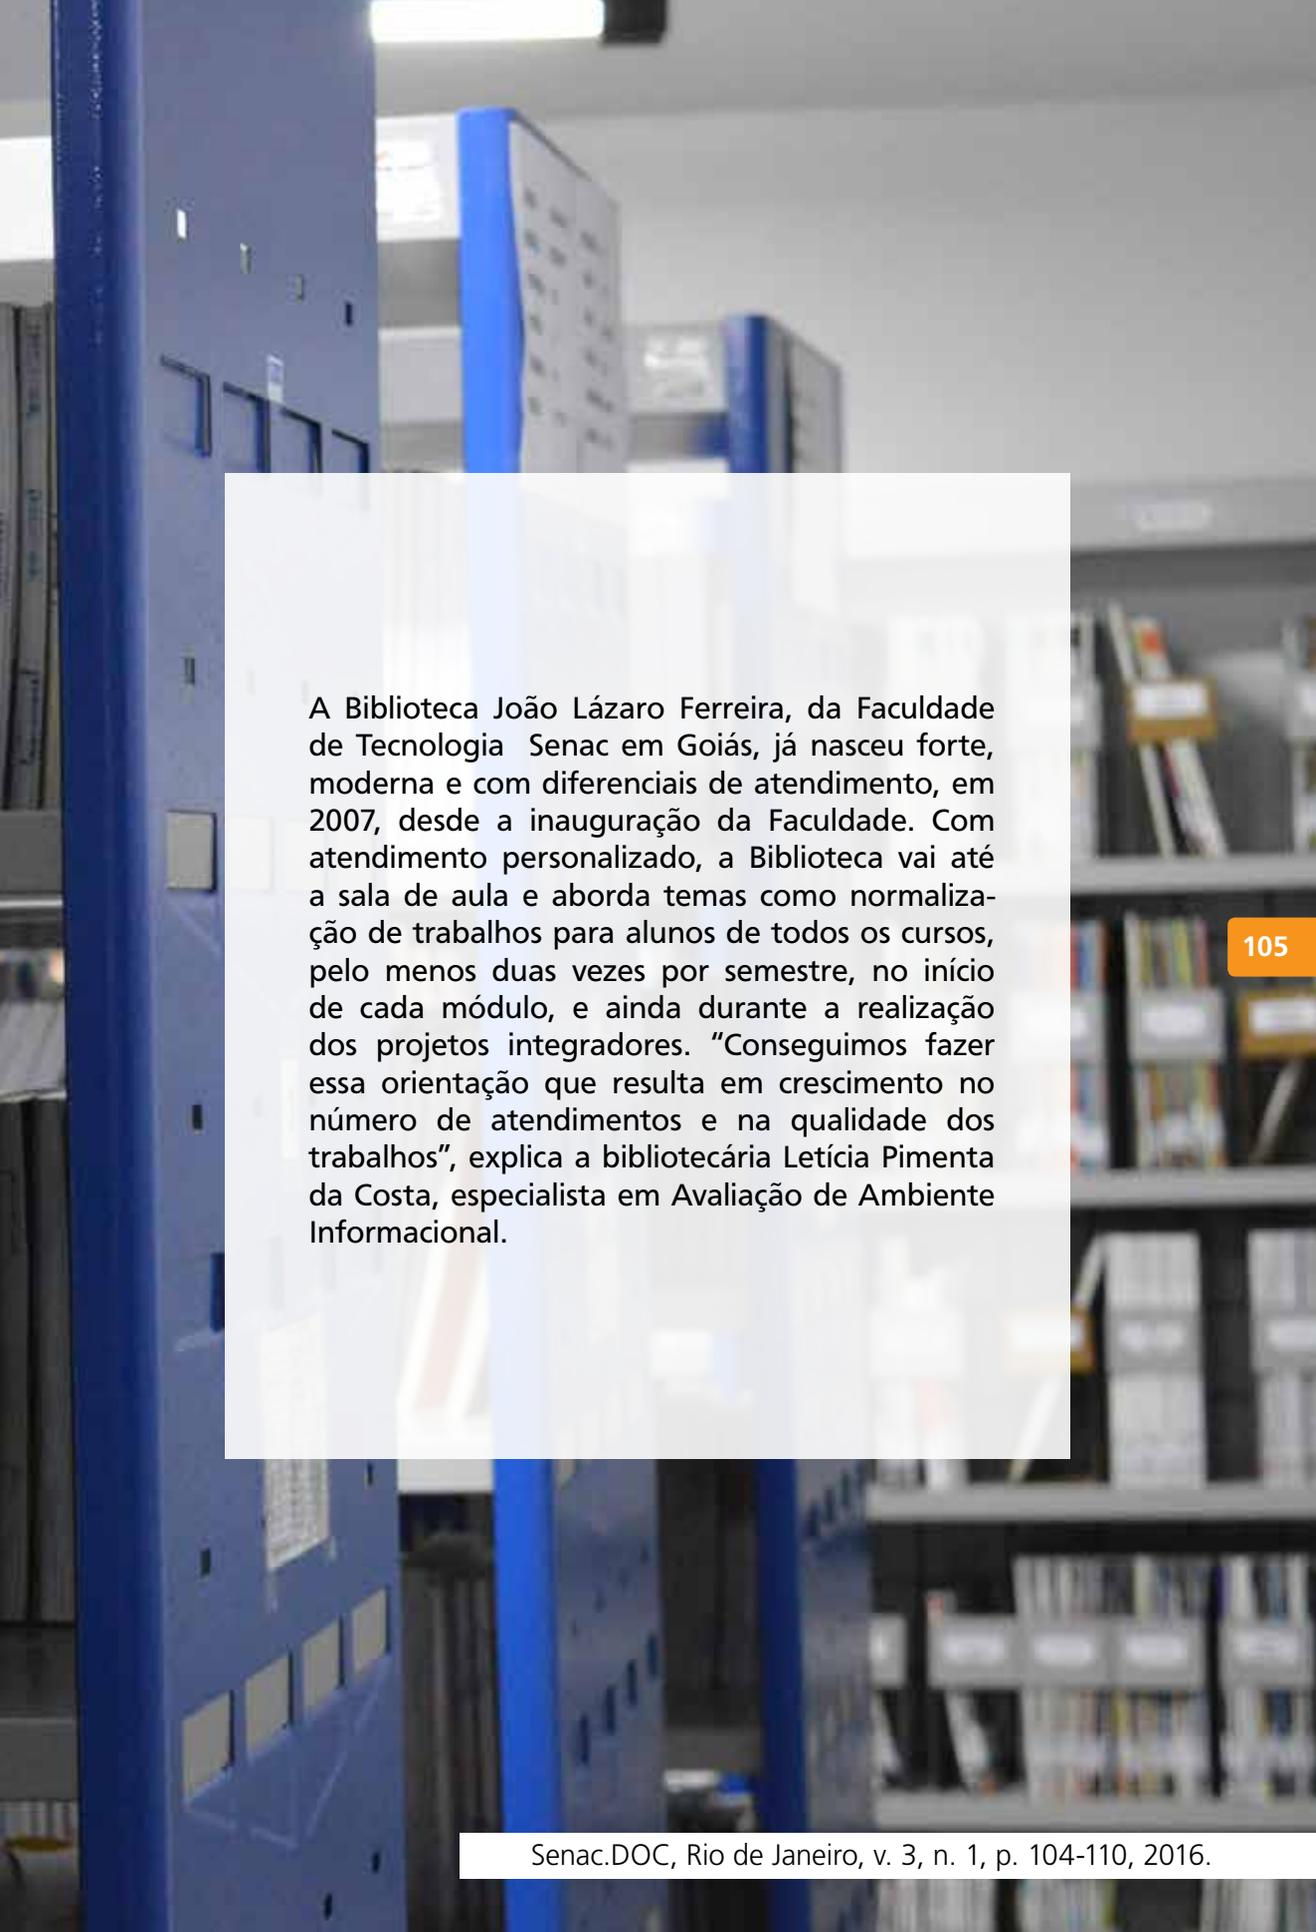 A Biblioteca João Lázaro Ferreira, da Faculdade
de Tecnologia Senac em Goiás, já nasceu forte,
moderna e com diferenciais de atendimento, em
2007, desde a inauguração da Faculdade. Com
atendimento personalizado, a Biblioteca vai até
a sala de aula e aborda temas como normaliza-
ção de trabalhos para alunos de todos os cursos,
pelo menos duas vezes por semestre, no início
de cada módulo, e ainda durante a realização
dos projetos integradores. “Conseguimos fazer
essa orientação que resulta em crescimento no
número de atendimentos e na qualidade dos
trabalhos”, explica a bibliotecária Letícia Pimenta
da Costa, especialista em Avaliação de Ambiente
Informacional.
105
Senac.DOC, Rio de Janeiro, v. 3, n. 1, p. 104-110, 2016.